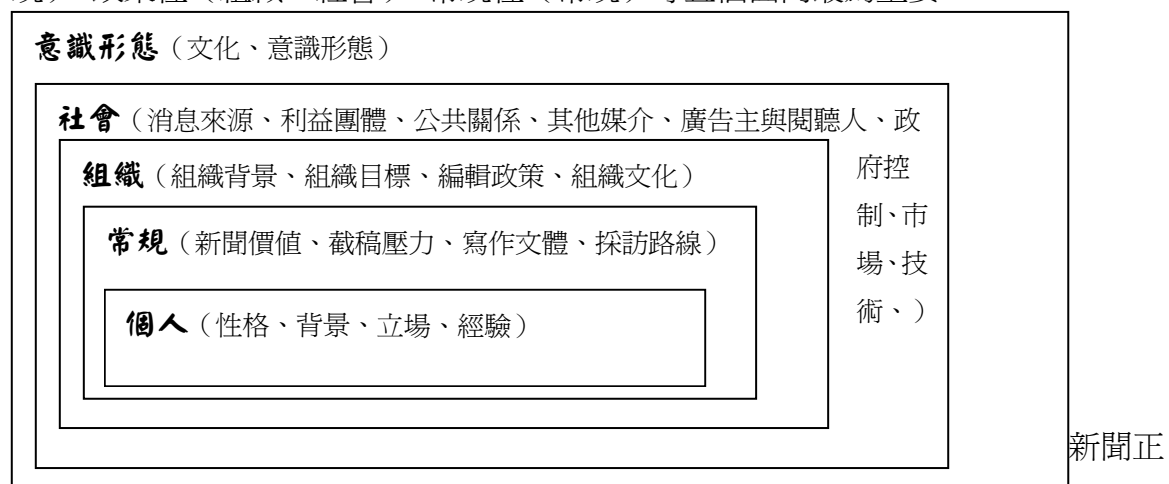 意識形態（文化、意識形態）
社會（消息來源、利益團體、公共關係、其他媒介、廣告主與閱聽人、政
府控
制、市
場、技
術、）
組織（組織背景、組織目標、編輯政策、組織文化）
常規（新聞價值、截稿壓力、寫作文體、採訪路線）
個人（性格、背景、立場、經驗）
新聞正